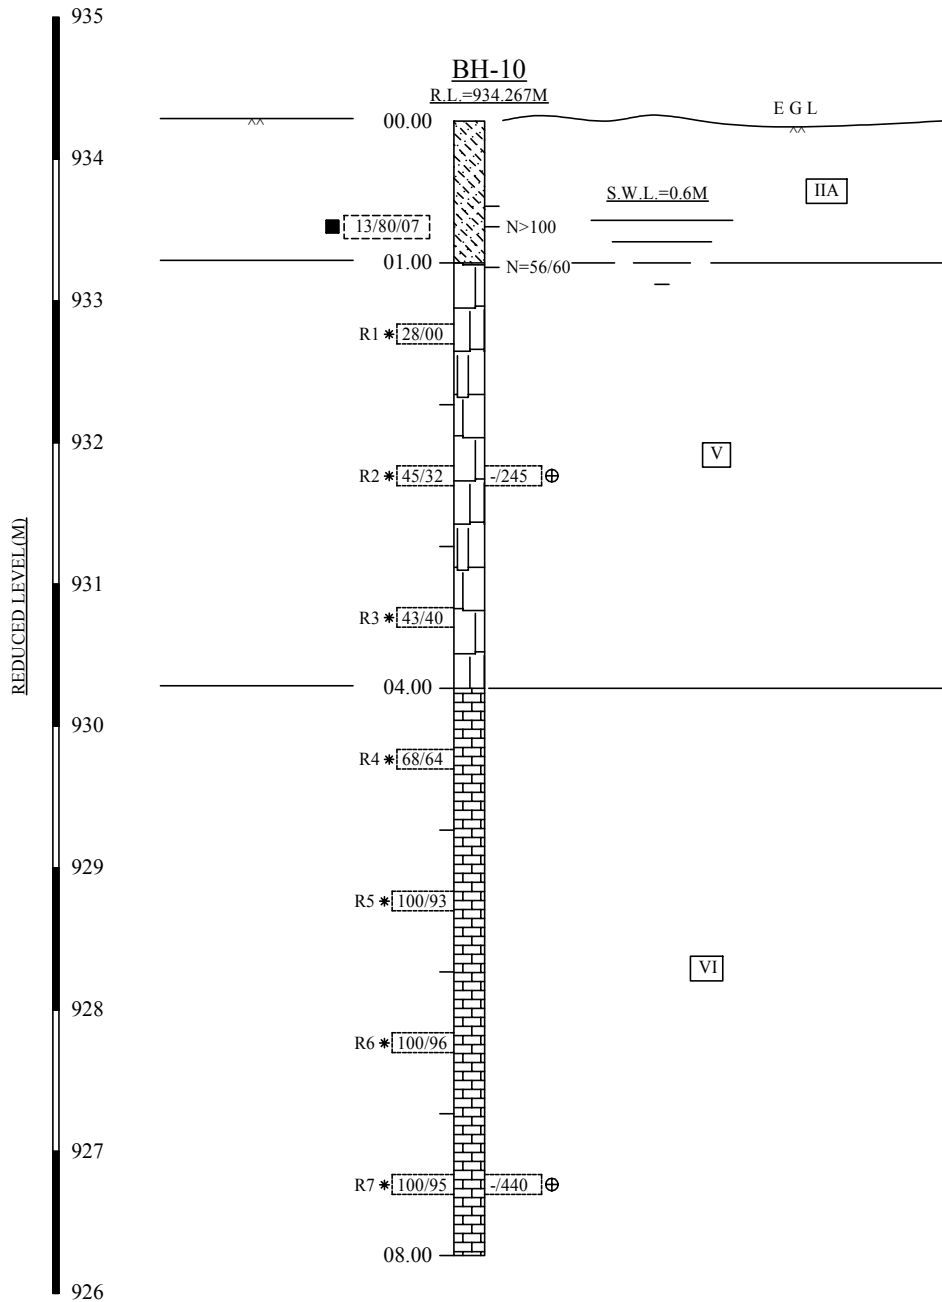 935
BH-10
R.L.=934.267M
E G L
00.00
934
IIA
S.W.L.=0.6M
13/80/07
N>100
01.00
N=56/60
933
R1 * 28/00
932
V
R2 * 45/32 -/245
REDUCED LEVEL(M)
931
R3 * 43/40
04.00
930
R4 * 68/64
929
R5 * 100/93
VI
928
R6 * 100/96
927
R7 * 100/95 -/440
08.00
926